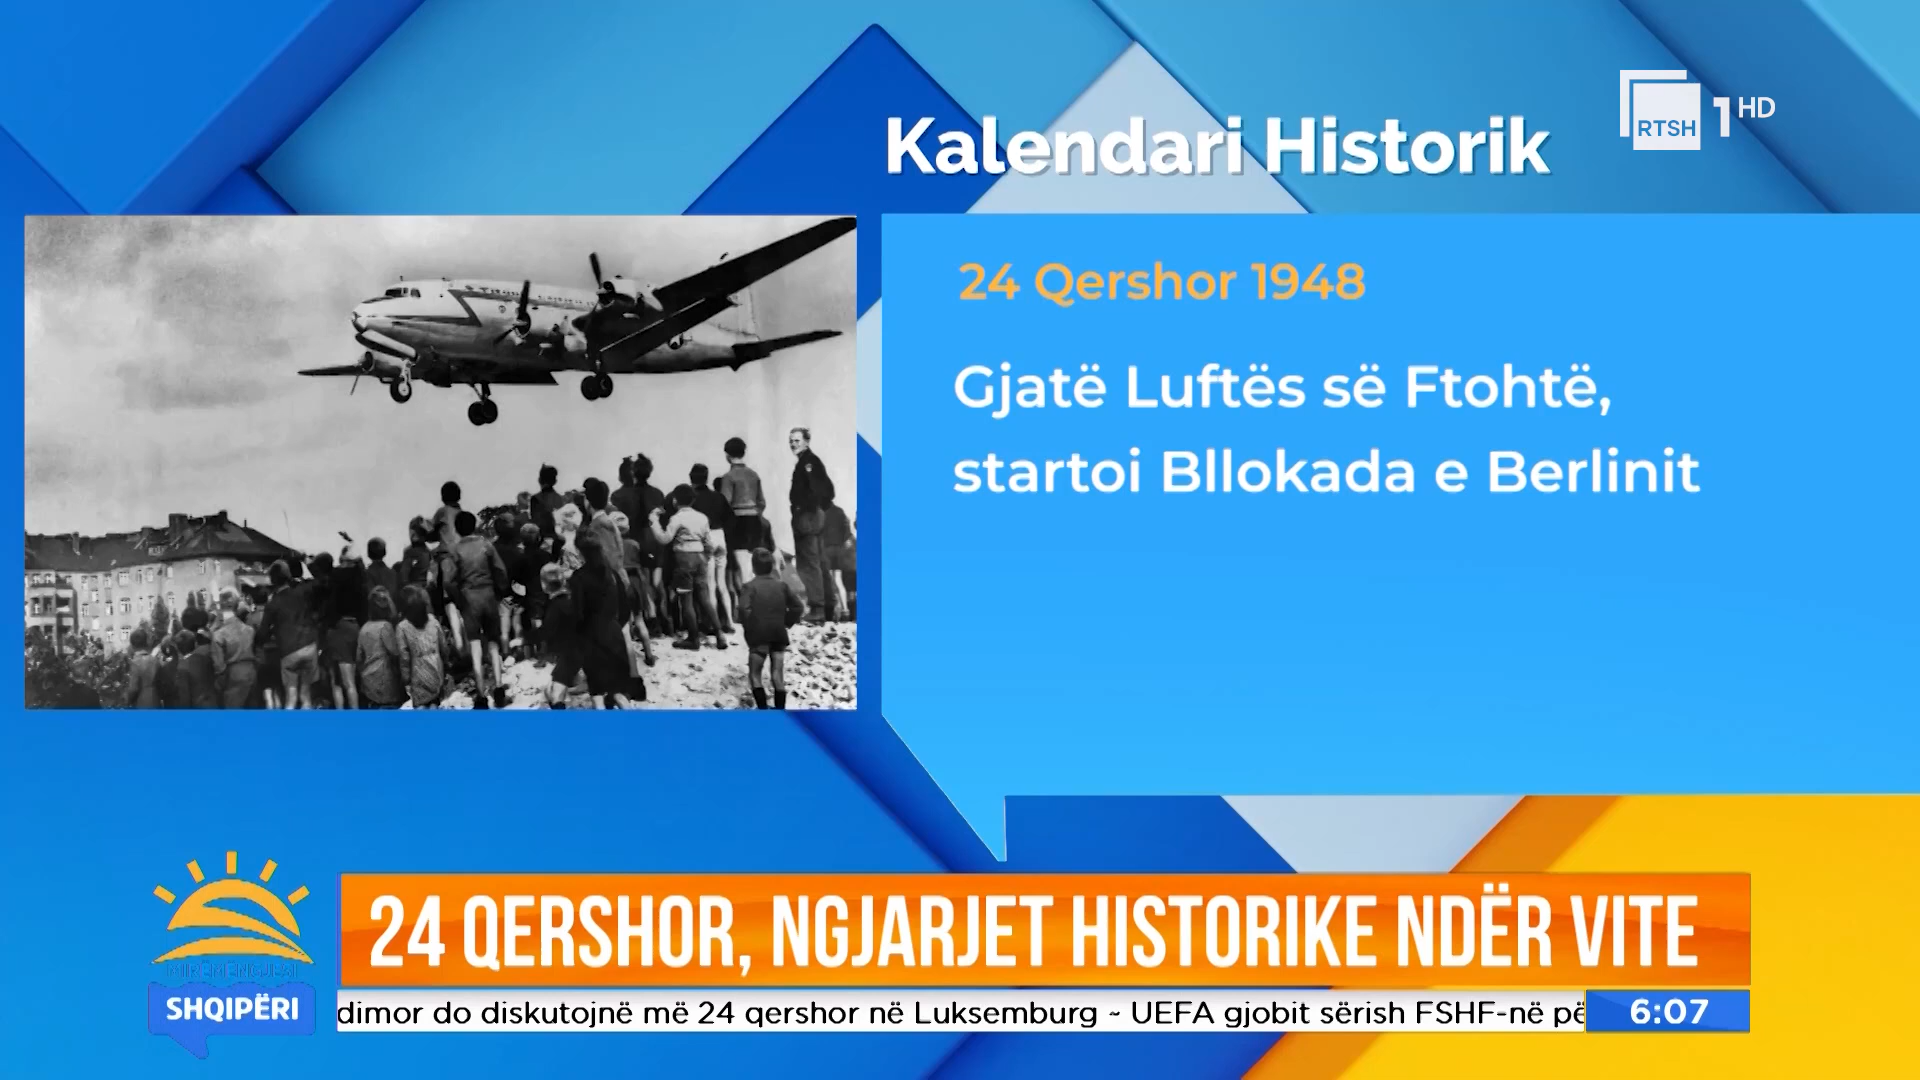 Kalendari Historik
RTSH 1 HD
24 Qershor 1948
Gjatë Luftës së Ftohtë,
startoi Bllokada e Berlinit
24 QERSHOR, NGJARJET HISTORIKE NDËR VITE
MIRËMËNGJESI
SHQIPËRI
dimor do diskutojnë më 24 qershor në Luksemburg ~ UEFA gjobit sërish FSHF-në pë
6:07